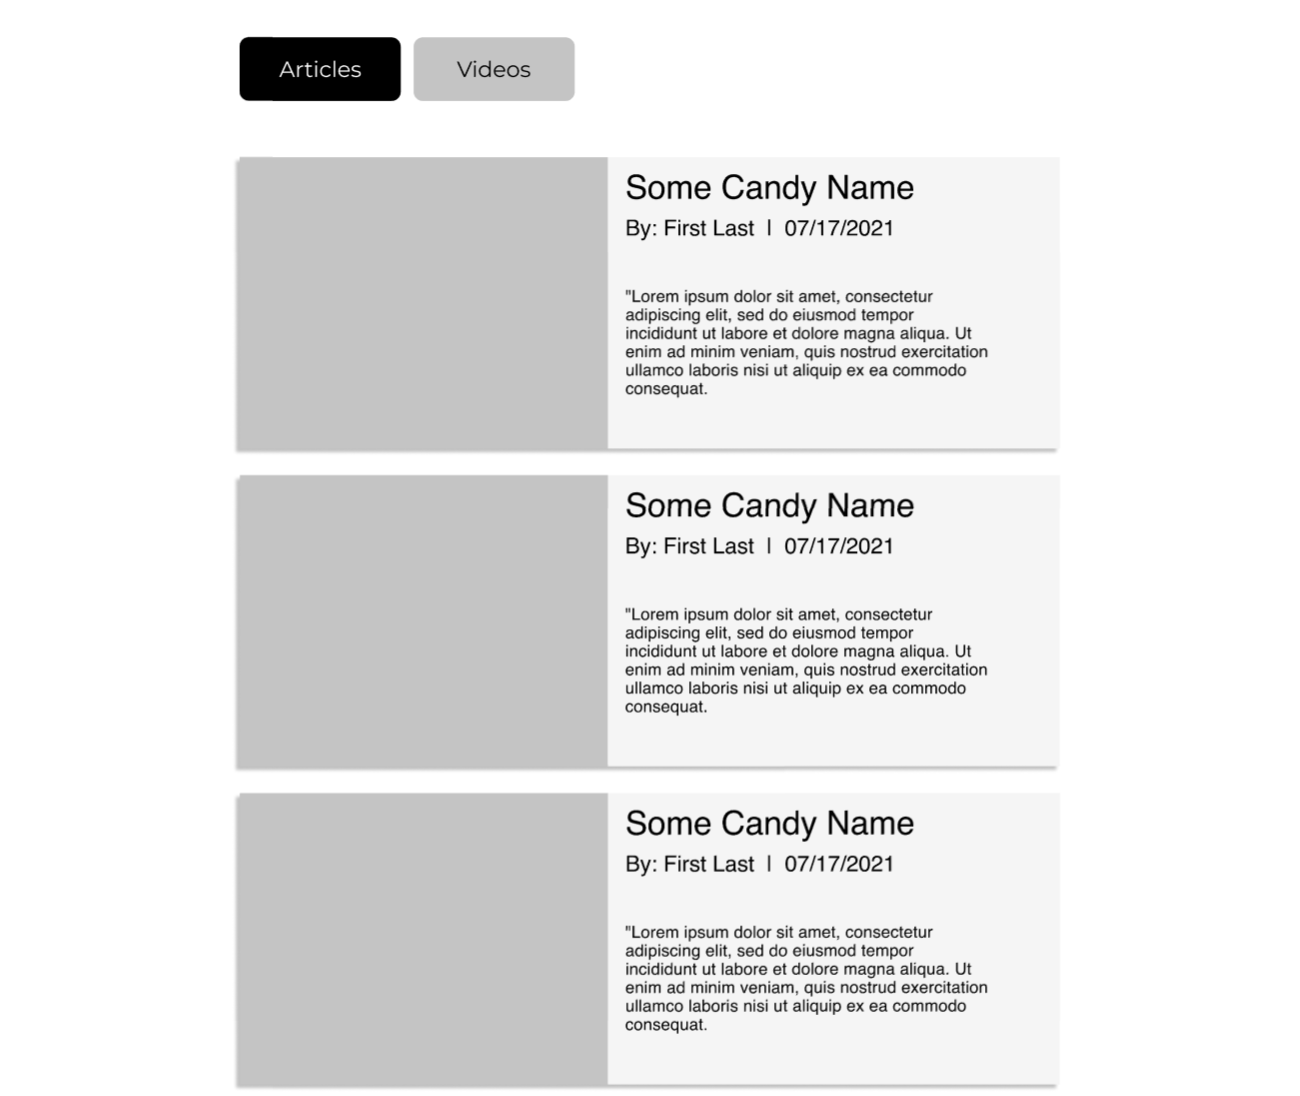 Articles Videos
Some Candy Name
By: First Last | 07/17/2021
"Lorem ipsum dolor sit amet, consectetur
adipiscing elit, sed do eiusmod tempor
incididunt ut labore et dolore magna aliqua. Ut
enim ad minim veniam, quis nostrud exercitation
ullamco laboris nisi ut aliquip ex ea commodo
consequat.
Some Candy Name
By: First Last | 07/17/2021
"Lorem ipsum dolor sit amet, consectetur
adipiscing elit, sed do eiusmod tempor
incididunt ut labore et dolore magna aliqua. Ut
enim ad minim veniam, quis nostrud exercitation
ullamco laboris nisi ut aliquip ex ea commodo
consequat.
Some Candy Name
By: First Last | 07/17/2021
"Lorem ipsum dolor sit amet, consectetur
adipiscing elit, sed do eiusmod tempor
incididunt ut labore et dolore magna aliqua. Ut
enim ad minim veniam, quis nostrud exercitation
ullamco laboris nisi ut aliquip ex ea commodo
consequat.